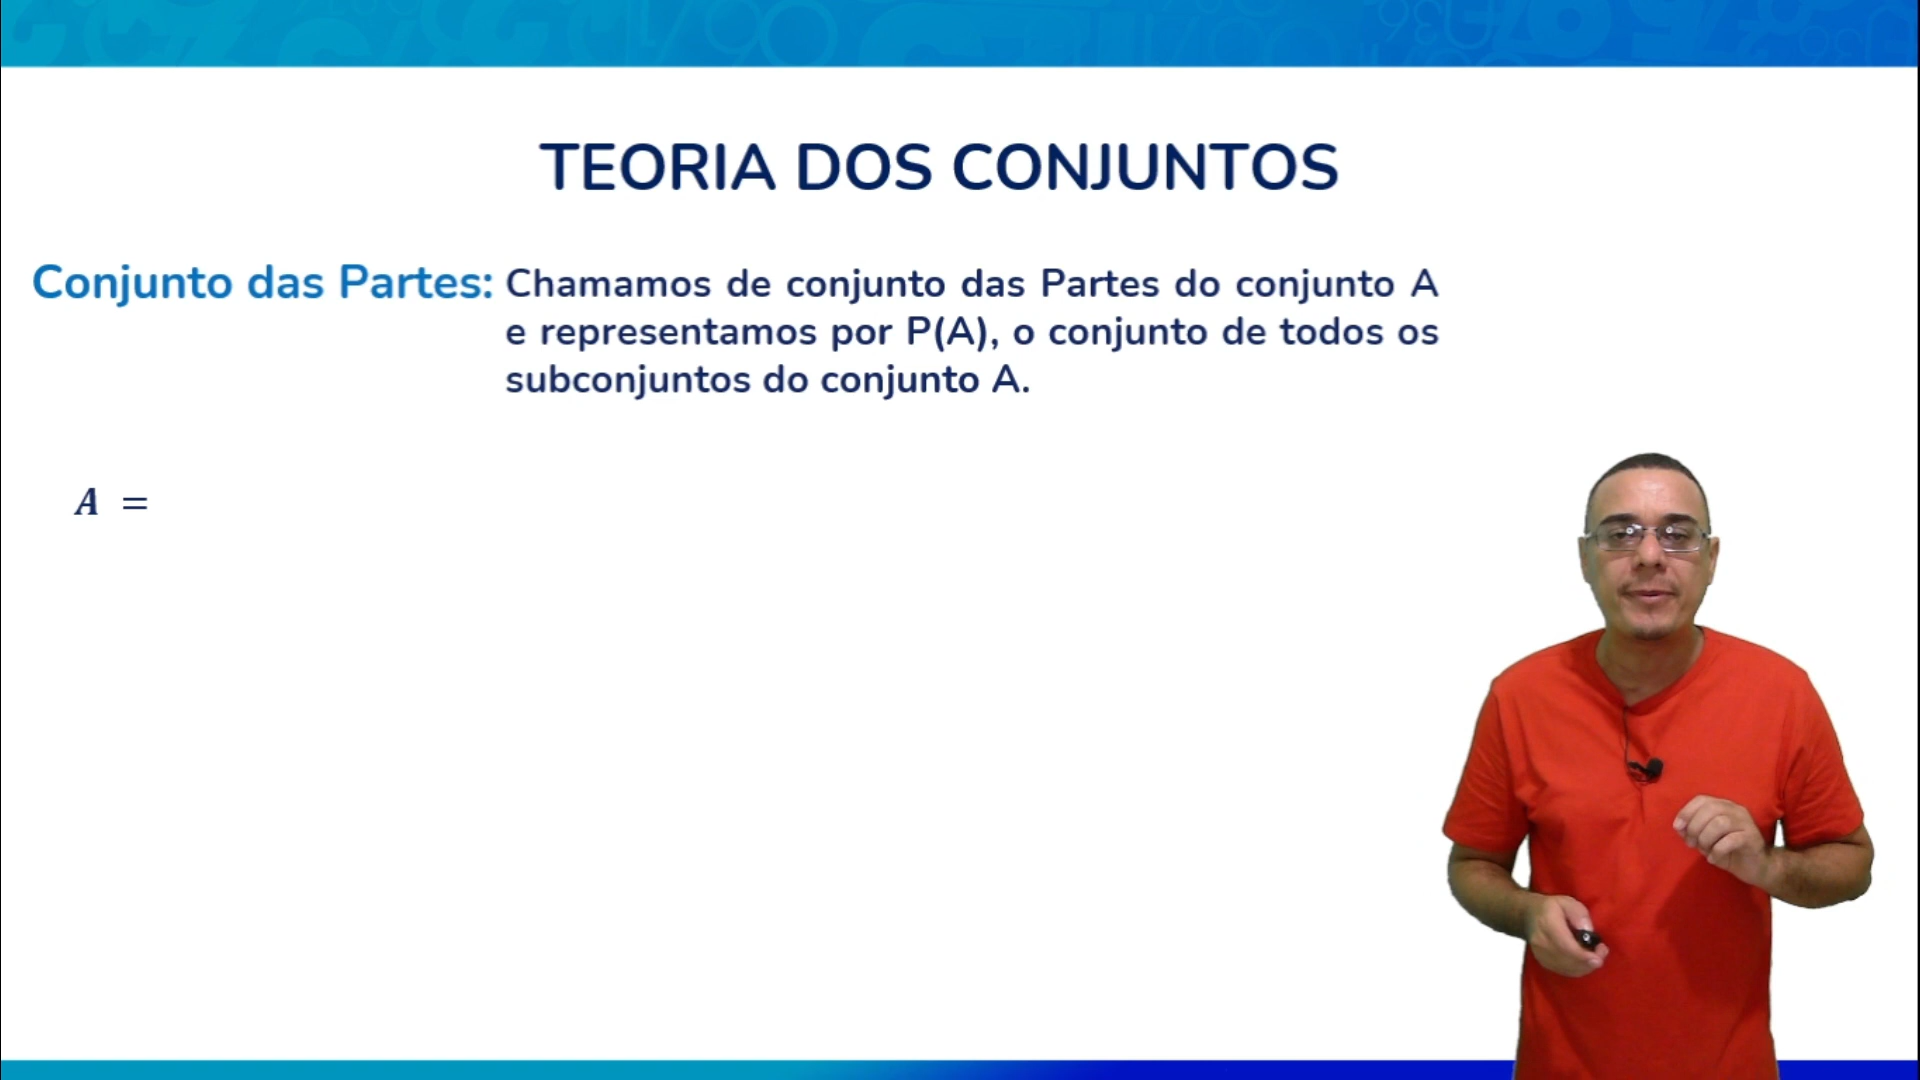 TEORIA DOS CONJUNTOS
Conjunto das Partes: Chamamos de conjunto das Partes do conjunto A
e representamos por P(A), o conjunto de todos os
subconjuntos do conjunto A.
A =